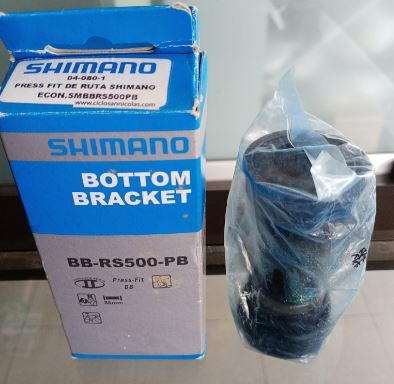 SHIMANO
04-080-1
PRESS FIT DE RUTA SHIMANO
ECON.SMBBRS500PB
www.ciclosannicolas.com
SHIMANO
BOTTOM
BRACKET
BB-RS500-PB
Press-Fit
BB
86mm